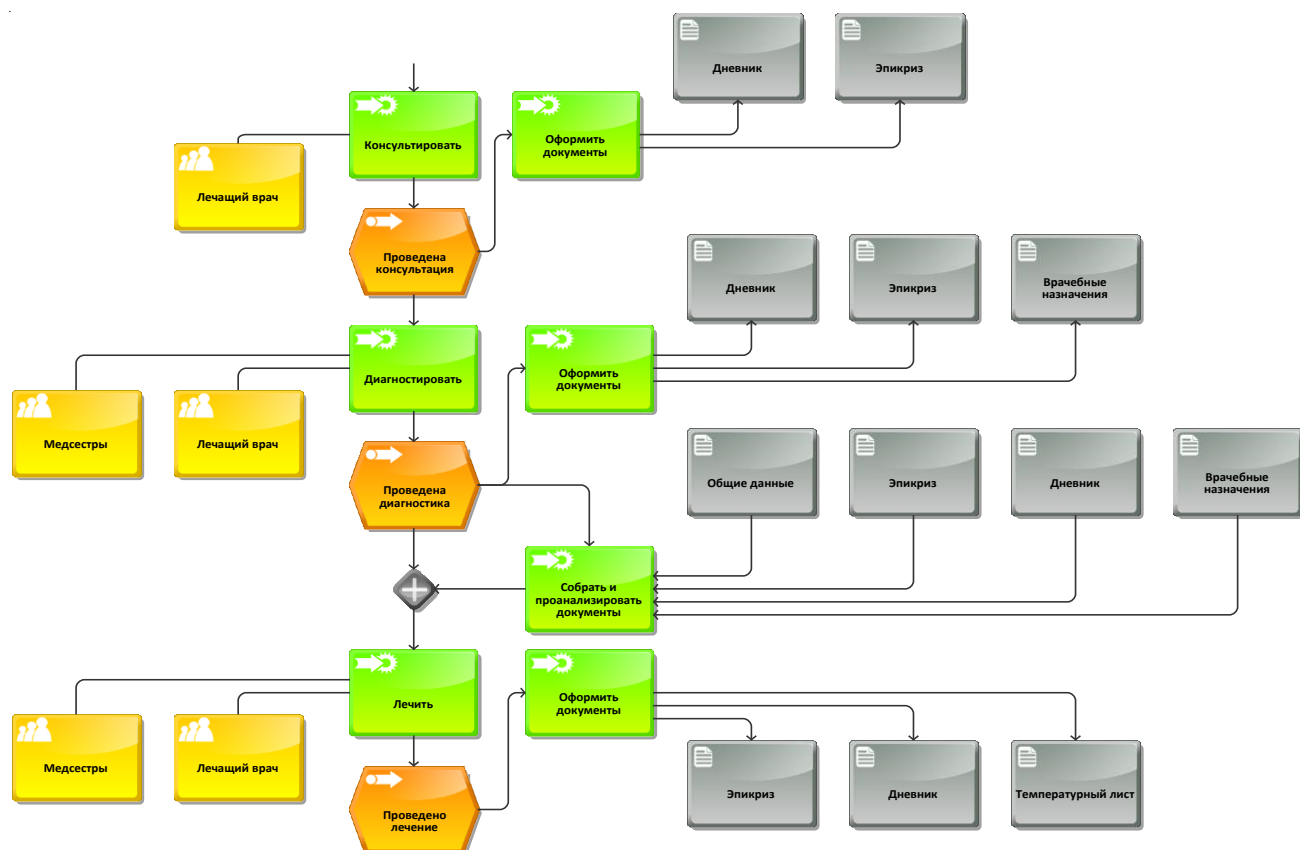 Дневник
Эпикриз
Консультировать
Оформить
документы
Лечащий врач
Проведена
консультация
Дневник
Эпикриз
Врачебные
назначения
Диагностировать
Оформить
документы
Медсестры
Лечащий врач
Проведена
диагностика
Общие данные
Эпикриз
Дневник
Врачебные
назначения
Собрать и
проанализировать
документы
Лечить
Оформить
документы
Медсестры
Лечащий врач
Проведено
лечение
Эпикриз
Дневник
Температурный лист